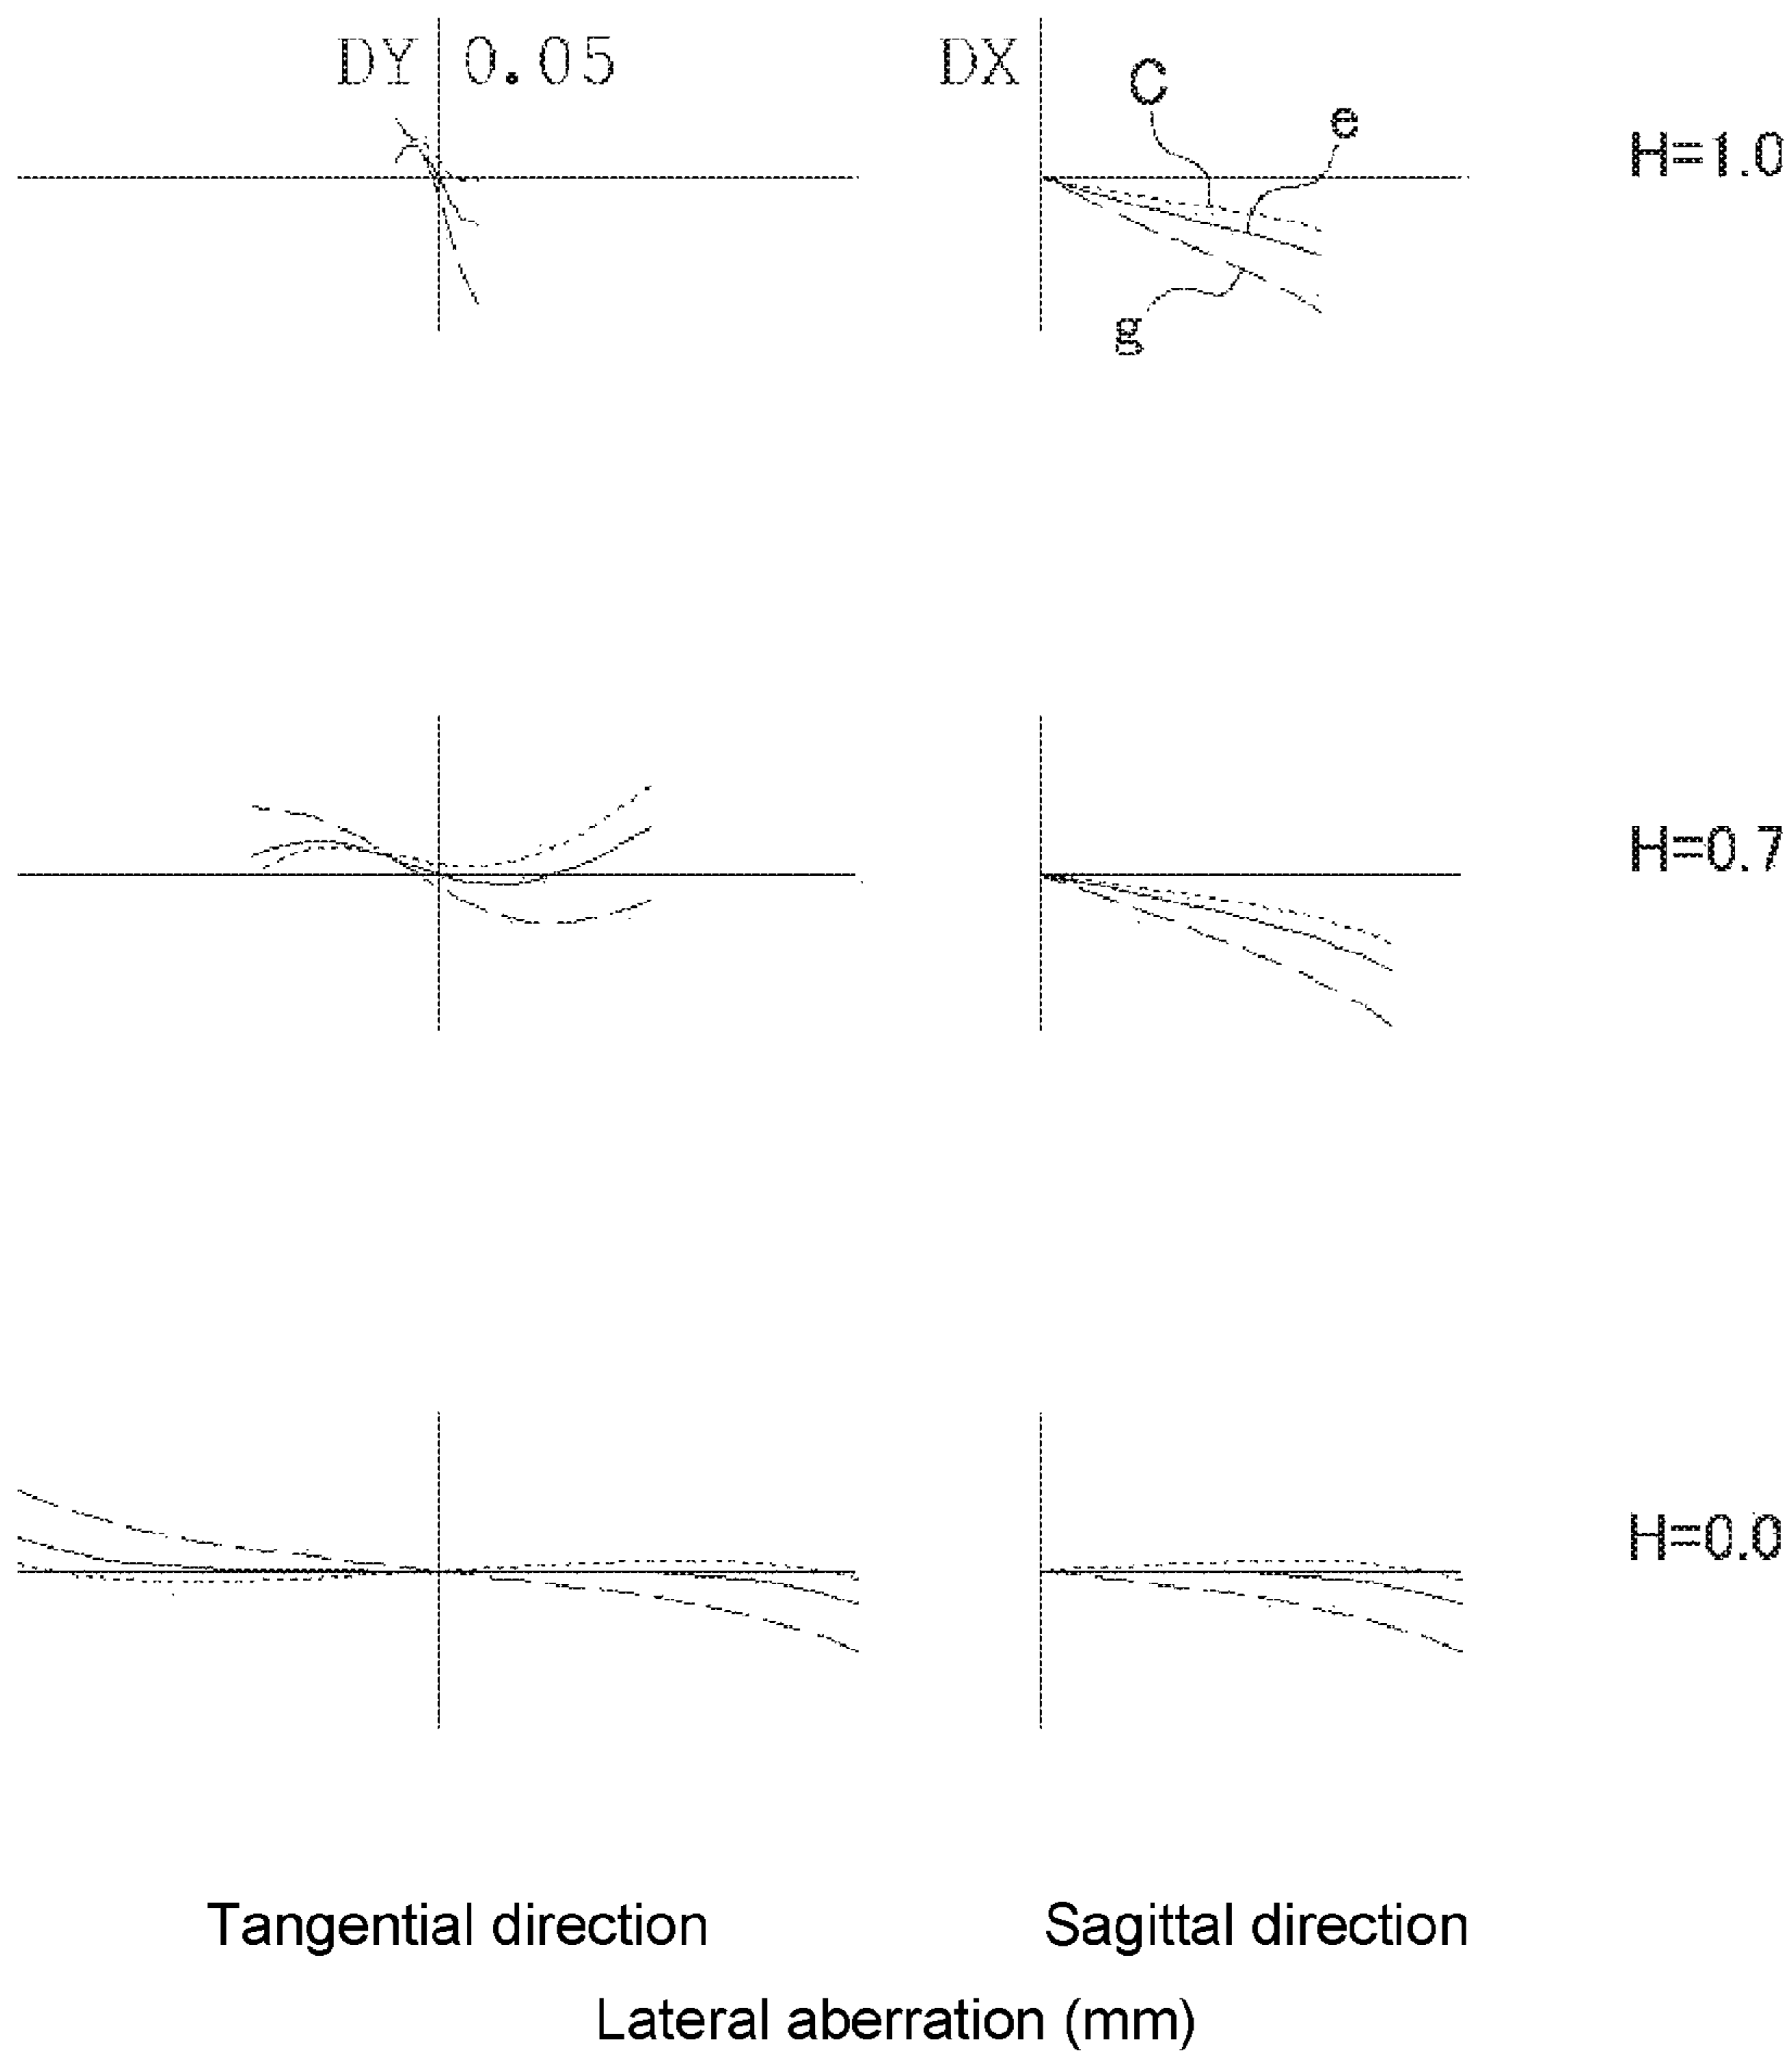 DY 0.05
DX
C
e
g
H=1.0
H=0.7
H=0.0
Tangential direction
Sagittal direction
Lateral aberration (mm)